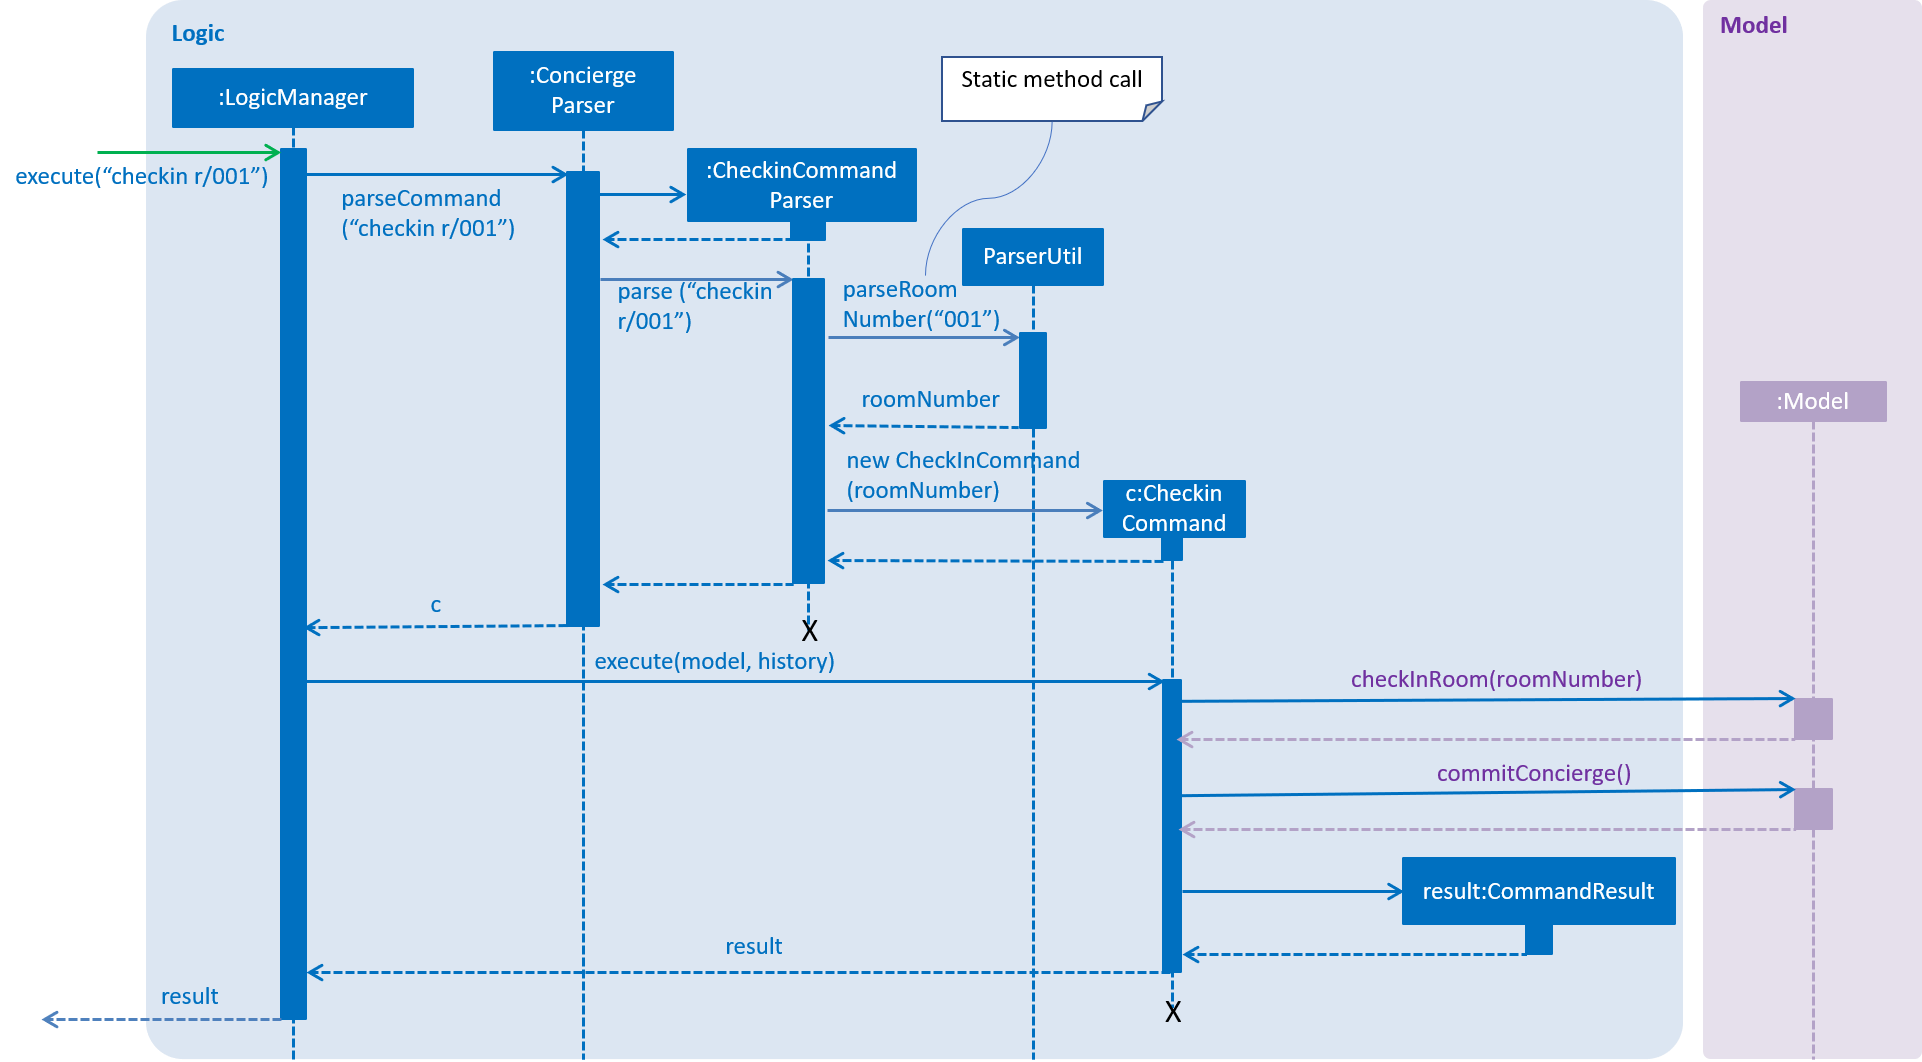 Logic
Model
:LogicManager
:Concierge
Parser
Static method call
:CheckinCommand
Parser
execute(“checkin r/001”)
parseCommand
(“checkin r/001”)
ParserUtil
parse (“checkin
r/001”)
parseRoom
Number(“001”)
roomNumber
:Model
new CheckInCommand
(roomNumber)
c:Checkin
Command
c
X
execute(model, history)
checkInRoom(roomNumber)
commitConcierge()
result:CommandResult
result
result
X